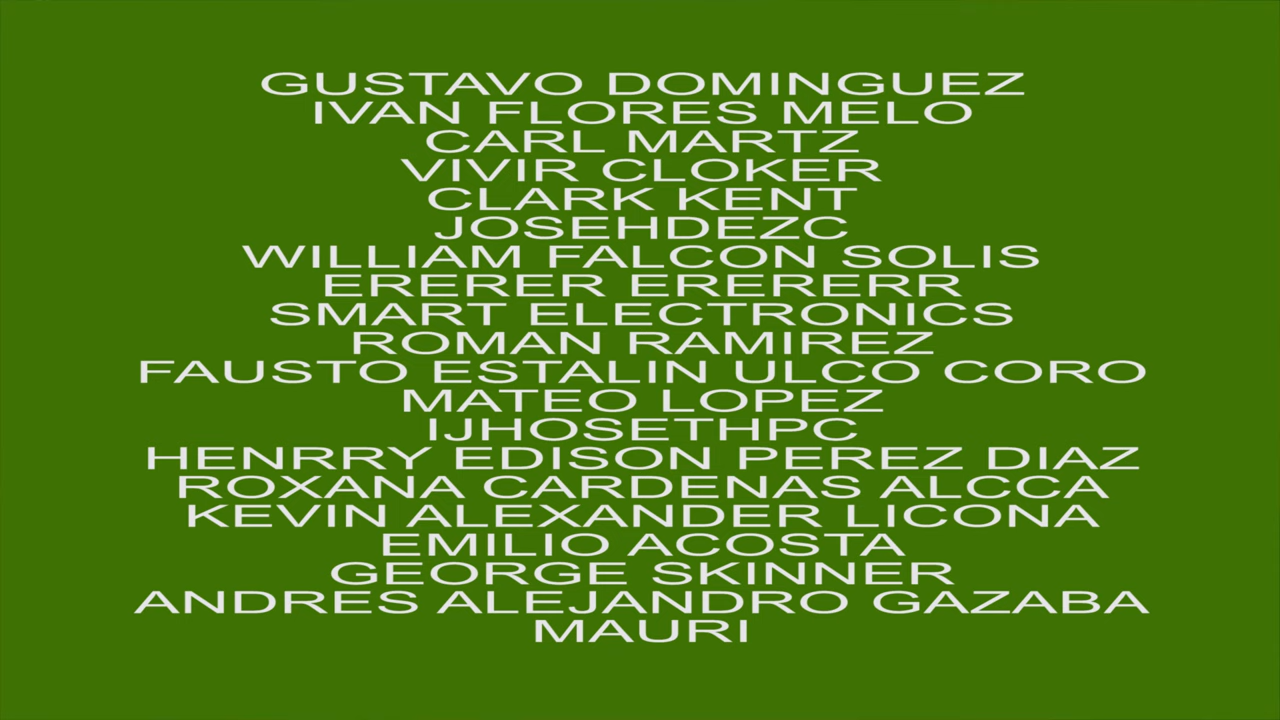 GUSTAVO DOMINGUEZ
IVAN FLORES MELO
CARL MARTZ
VIVIR CLOKER
CLARK KENT
JOSEHDEZC
WILLIAM FALCON SOLIS
ERERER ERERERR
SMART ELECTRONICS
ROMAN RAMIREZ
FAUSTO ESTALIN ULCO CORO
MATEO LOPEZ
IJHOSETHPC
HENRRY EDISON PEREZ DIAZ
ROXANA CARDENAS ALCCA
KEVIN ALEXANDER LICONA
EMILIO ACOSTA
GEORGE SKINNER
ANDRES ALEJANDRO GAZABA
MAURI